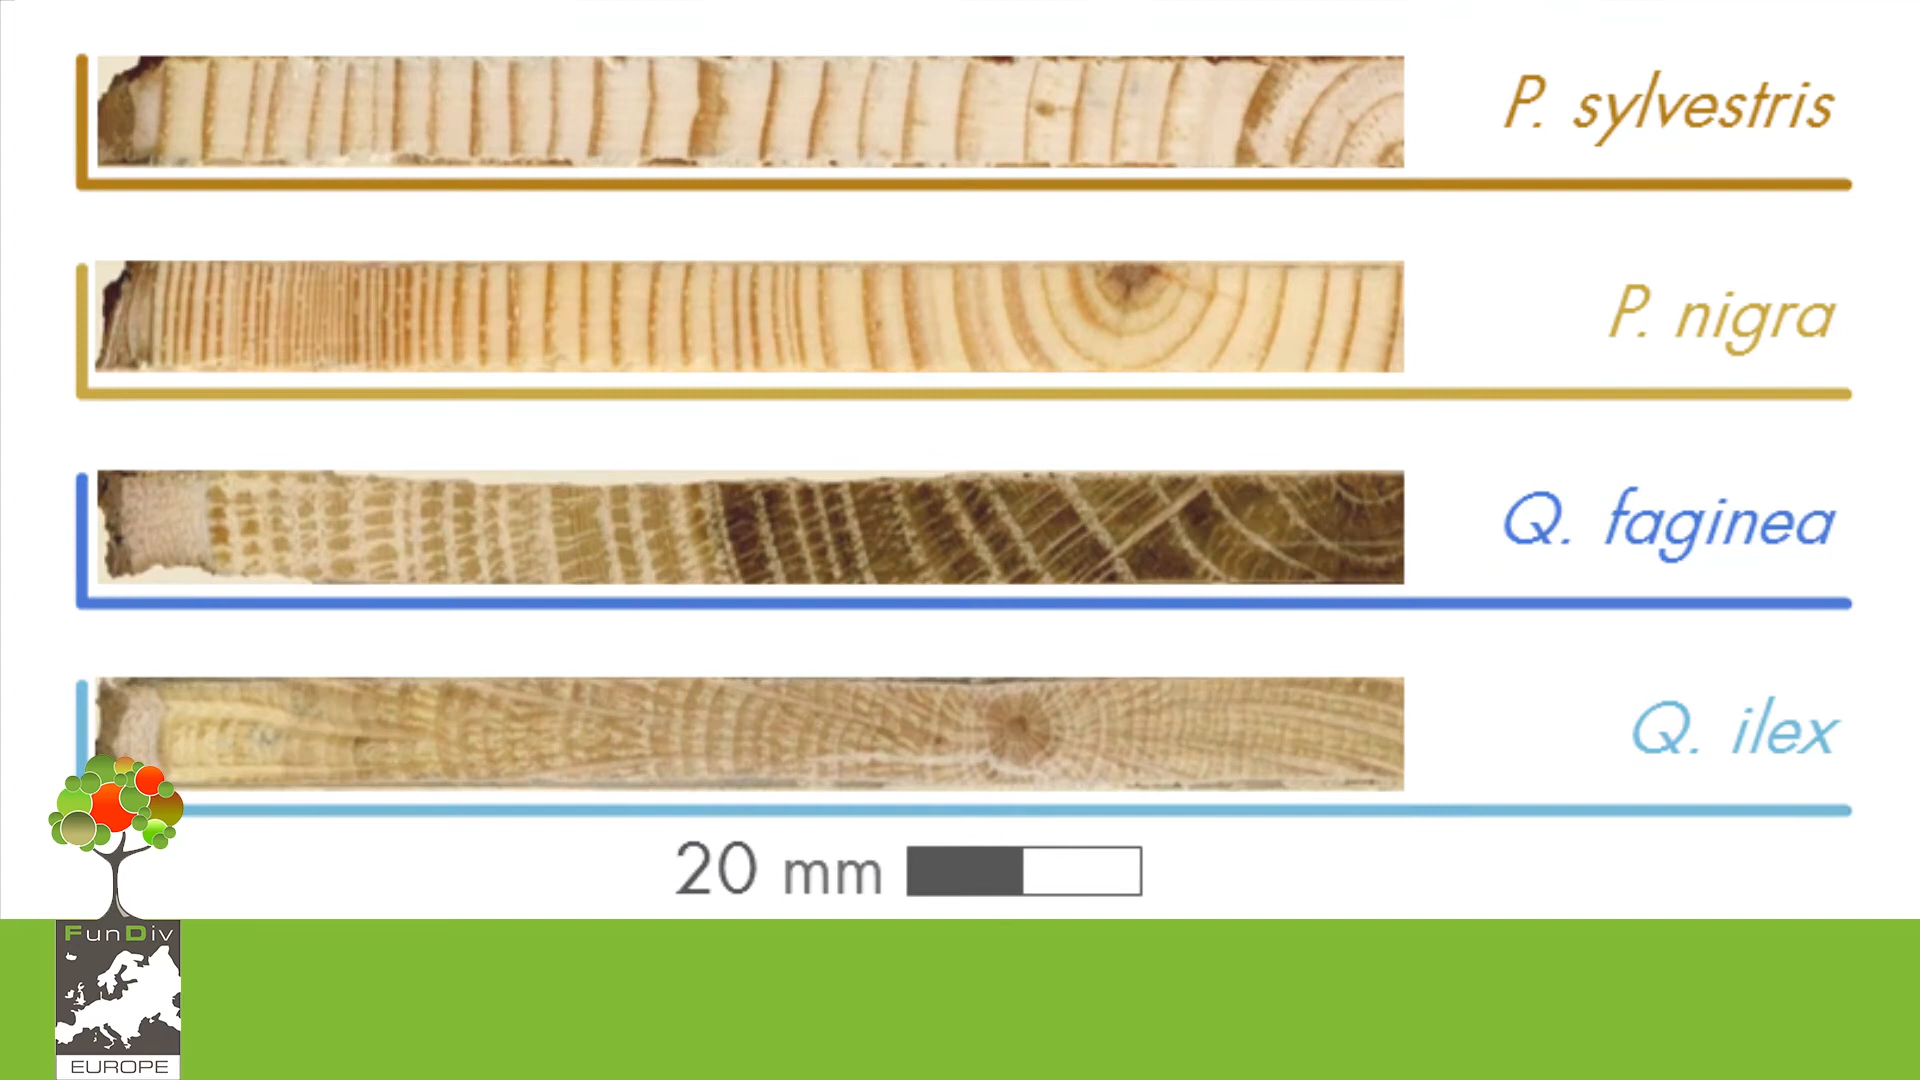 P. sylvestris
P. nigra
Q. faginea
Q. ilex
20 mm
FunDiv
EUROPE